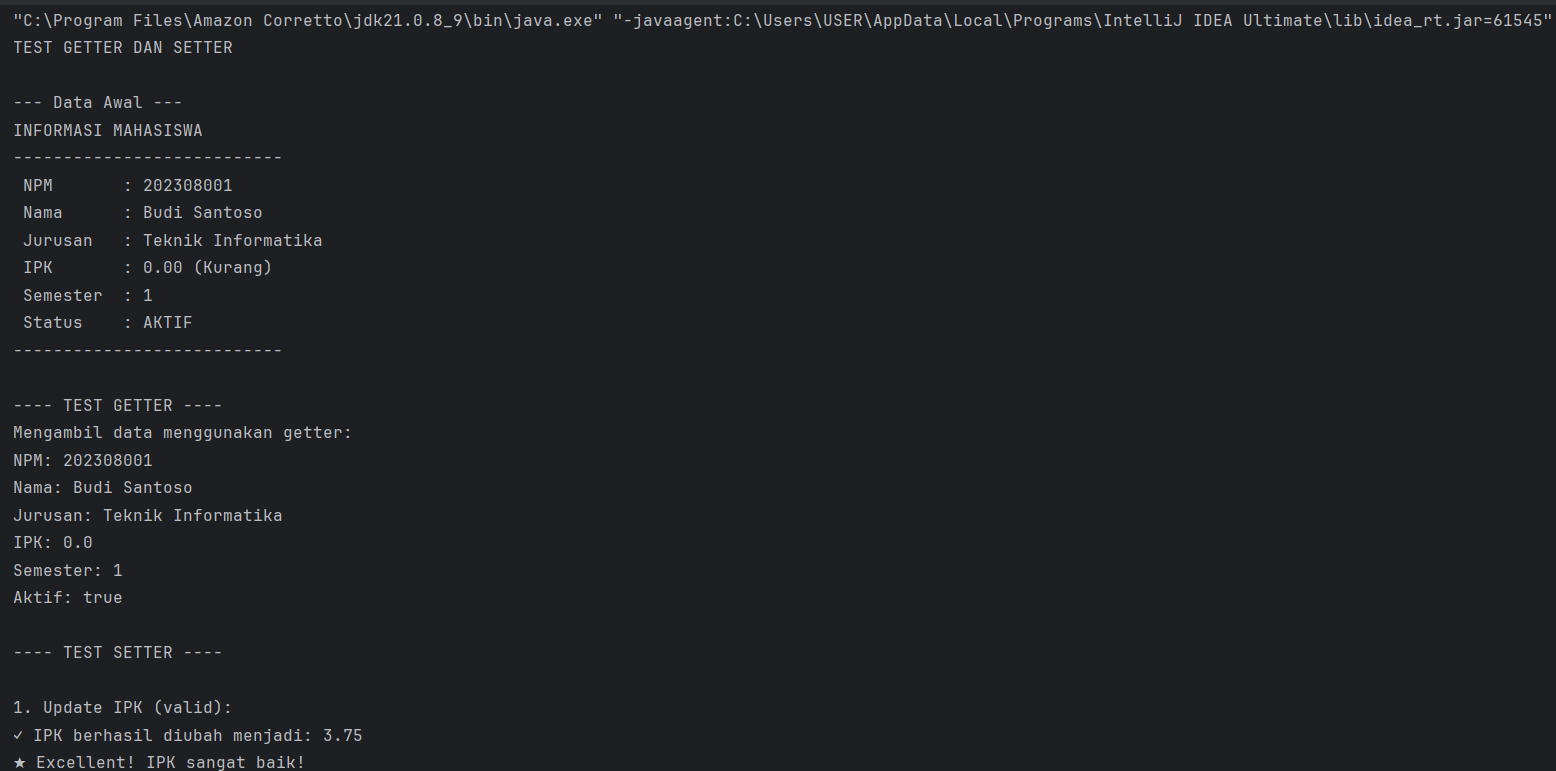 "C:\Program Files\Amazon Corretto\jdk21.0.8_9\bin\java.exe" "-javaagent:C:\Users\USER\AppData\Local\Programs\IntelliJ IDEA Ultimate\lib\idea_rt.jar=61545"
TEST GETTER DAN SETTER
--- Data Awal ---
INFORMASI MAHASISWA
---------------------------
NPM       : 202308001
Nama      : Budi Santoso
Jurusan   : Teknik Informatika
IPK       : 0.00 (Kurang)
Semester  : 1
Status    : AKTIF
---------------------------
---- TEST GETTER ----
Mengambil data menggunakan getter:
NPM: 202308001
Nama: Budi Santoso
Jurusan: Teknik Informatika
IPK: 0.0
Semester: 1
Aktif: true
---- TEST SETTER ----
1. Update IPK (valid):
✓ IPK berhasil diubah menjadi: 3.75
★ Excellent! IPK sangat baik!